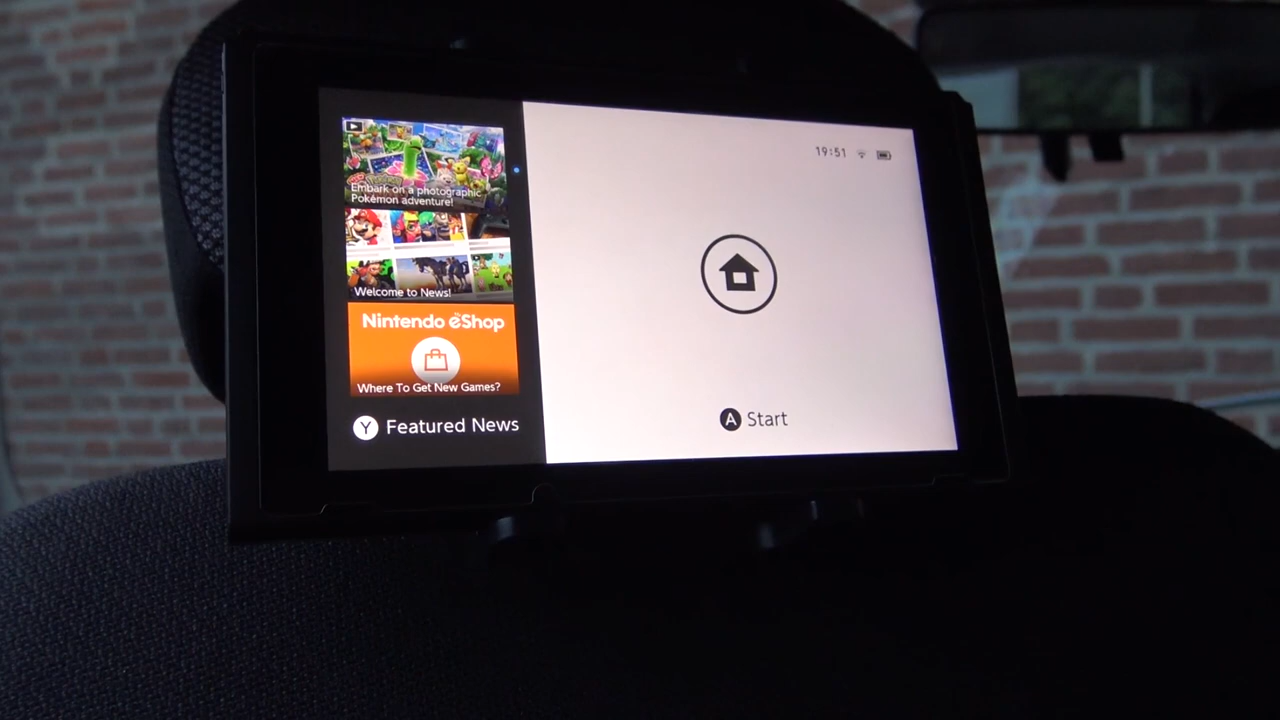 Embark on a photographic
Pokémon adventure!
Welcome to News!
Nintendo eShop
Where To Get New Games?
Y Featured News
19:51
A Start